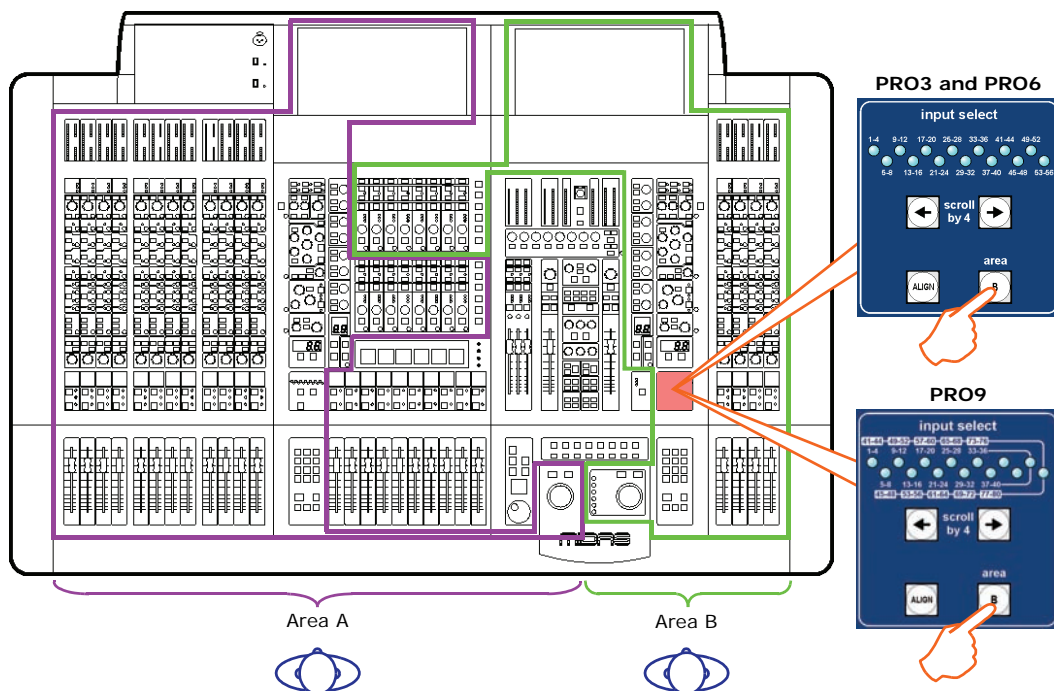 PRO3 and PRO6
input select
1-4 9-12 17-20 25-28 33-36 41-44 49-52
5-8 13-16 21-24 29-32 37-40 45-48 53-56
scroll
by 4
area
ALIGN B
PRO9
input select
41-44 49-52 57-60 65-68 73-76
1-4 9-12 17-20 25-28 33-36
5-8 13-16 21-24 29-32 37-40
45-48 53-56 61-64 69-72 77-80
scroll
by 4
area
ALIGN B
MIDAS
Area A
Area B